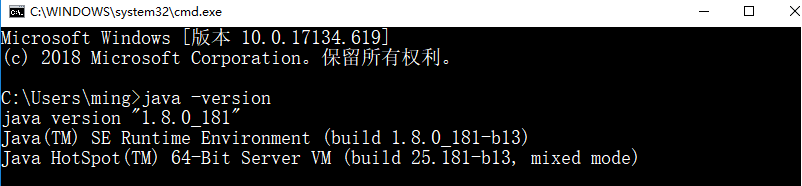 C:\WINDOWS\system32\cmd.exe
Microsoft Windows [版本 10.0.17134.619]
(c) 2018 Microsoft Corporation。保留所有权利。
C:\Users\ming>java -version
java version "1.8.0_181"
Java(TM) SE Runtime Environment (build 1.8.0_181-b13)
Java HotSpot(TM) 64-Bit Server VM (build 25.181-b13, mixed mode)